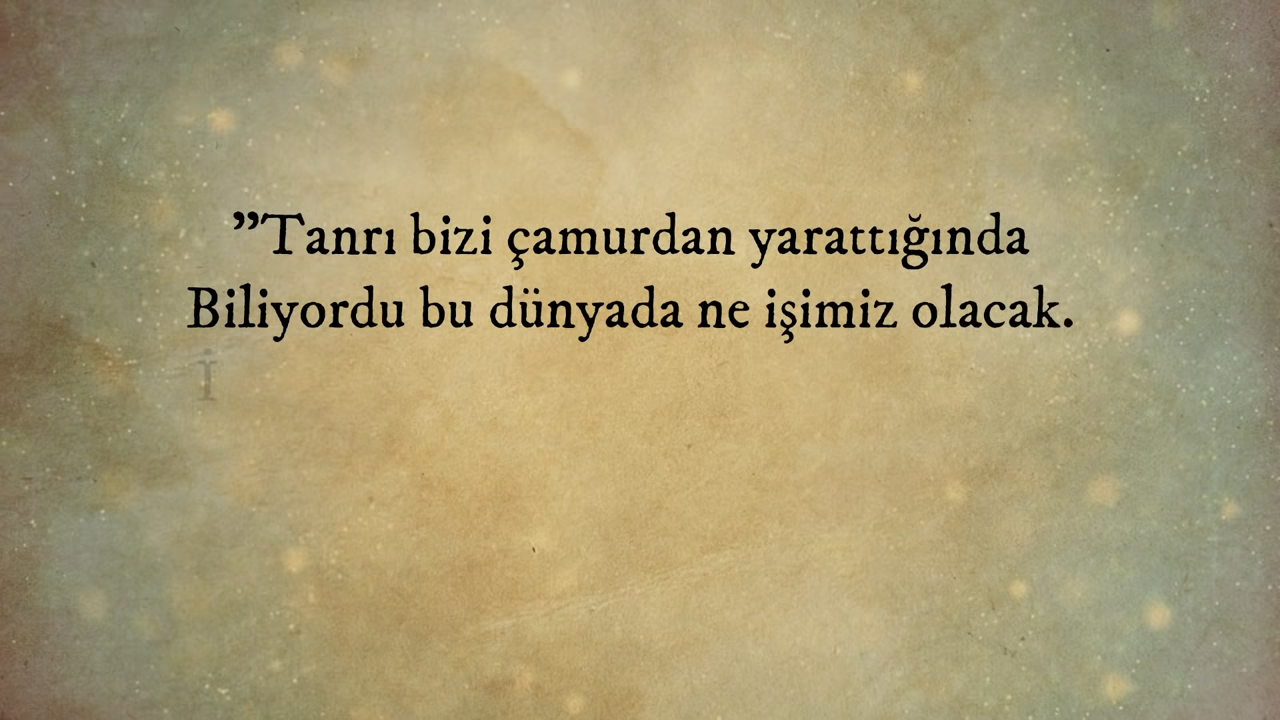 ”Tanrı bizi çamurdan yarattığında
Biliyordu bu dünyada ne işimiz olacak.
İ